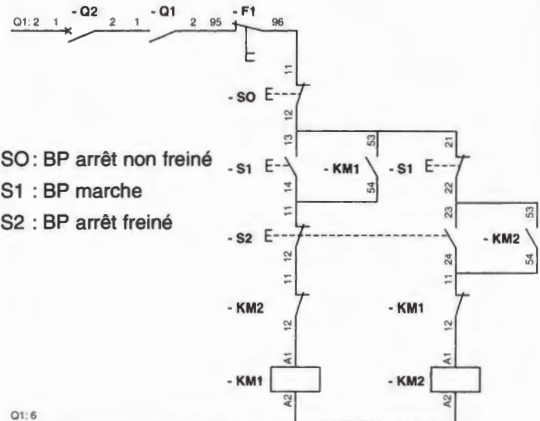 - Q2 - Q1 - F1
Q1: 2 1 2 1 2 95 96
11
- SO E
12
13 53 21
- S1 E - KM1 - S1 E
14 54 22
SO : BP arrêt non freiné
S1 : BP marche
S2 : BP arrêt freiné
11 23 53
- S2 E - KM2
12 24 54
11 11
- KM2 - KM1
12 12
A1 A1
- KM1 - KM2
A2 A2
Q1: 6